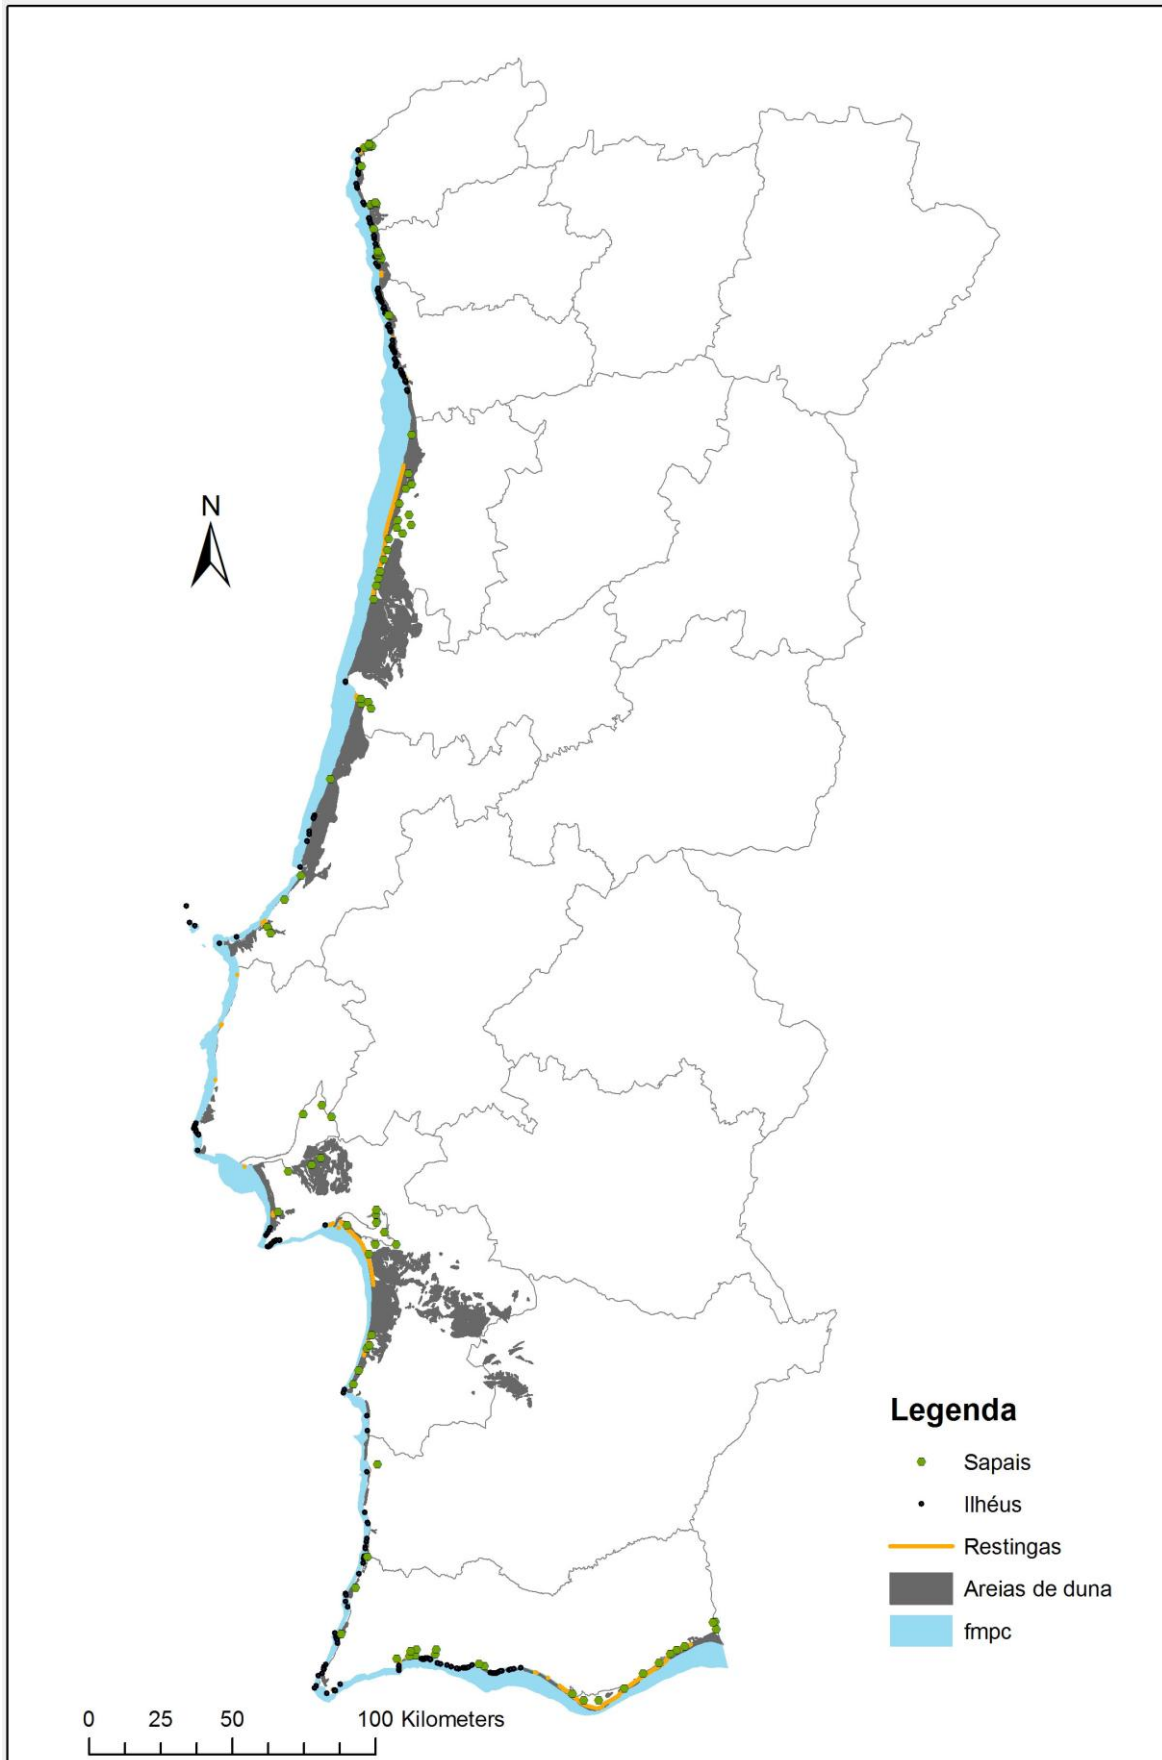 N
Legenda
Sapais
Ilhéus
Restingas
Areias de duna
fmpc
0 25 50 100 Kilometers